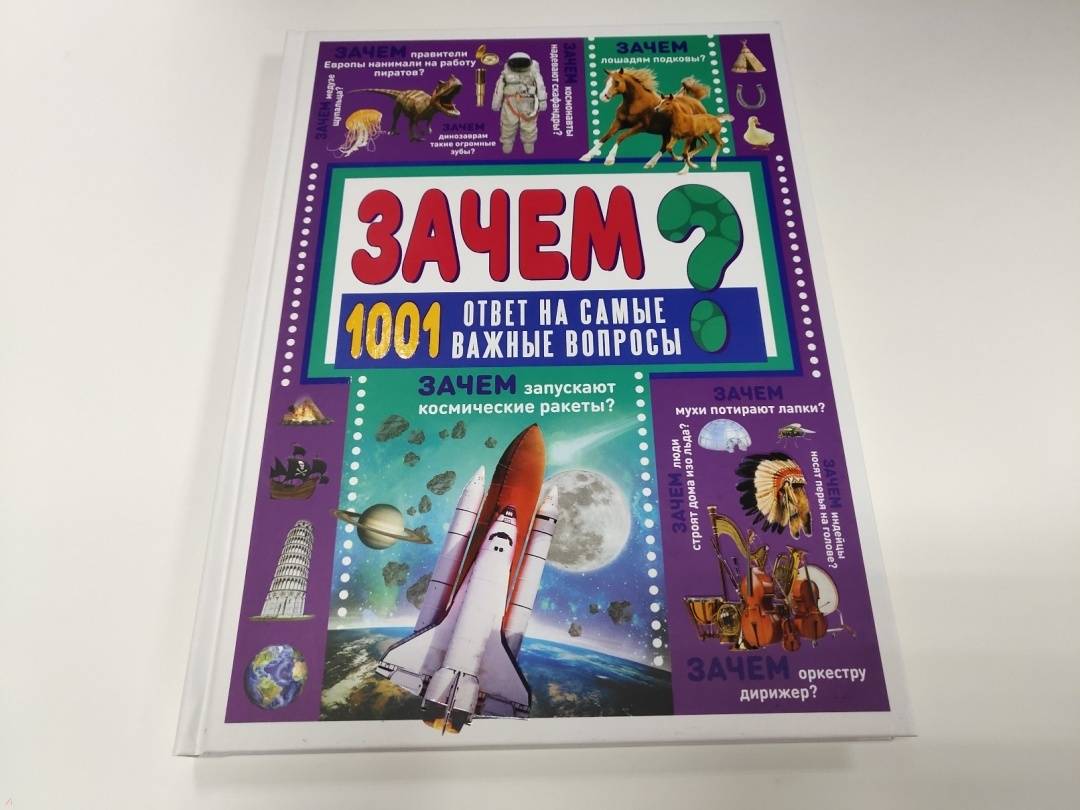 ЗАЧЕМ правители
Европы нанимали на работу
пиратов?
ЗАЧЕМ медузе
щупальца?
ЗАЧЕМ
динозаврам
такие огромные
зубы?
ЗАЧЕМ космонавты
надевают скафандры?
ЗАЧЕМ
лошадям подковы?
ЗАЧЕМ?
1001 ОТВЕТ НА САМЫЕ
ВАЖНЫЕ ВОПРОСЫ
ЗАЧЕМ запускают
космические ракеты?
ЗАЧЕМ
мухи потирают лапки?
ЗАЧЕМ люди
строят дома изо льда?
ЗАЧЕМ индейцы
носят перья на голове?
ЗАЧЕМ оркестру
дирижер?